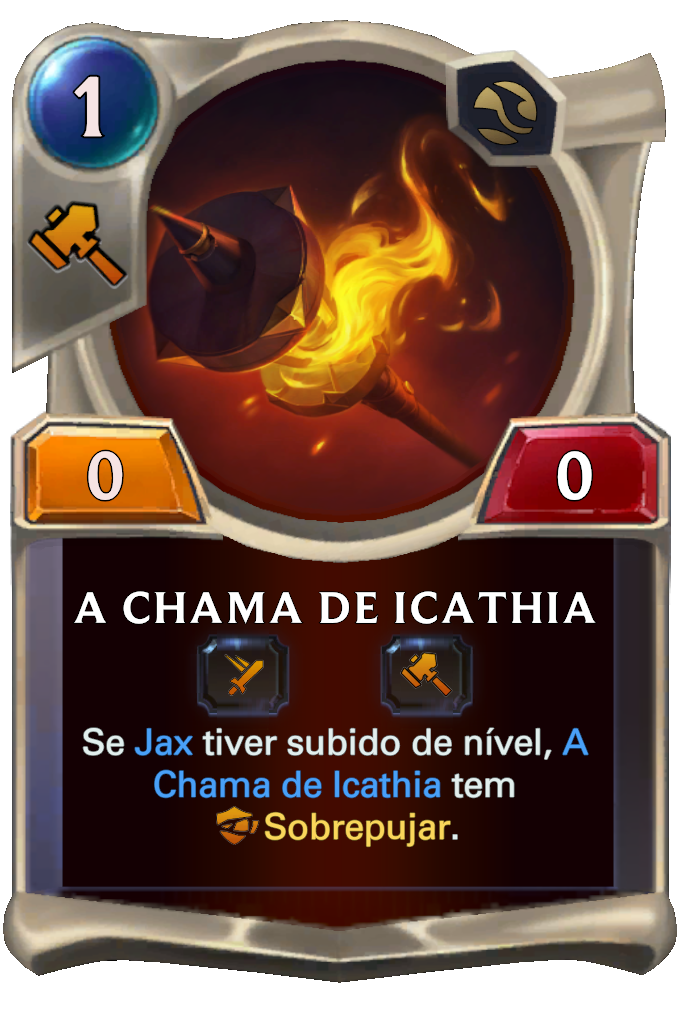 1
0
0
A CHAMA DE ICATHIA
Se Jax tiver subido de nível, A
Chama de Icathia tem
Sobrepujar.